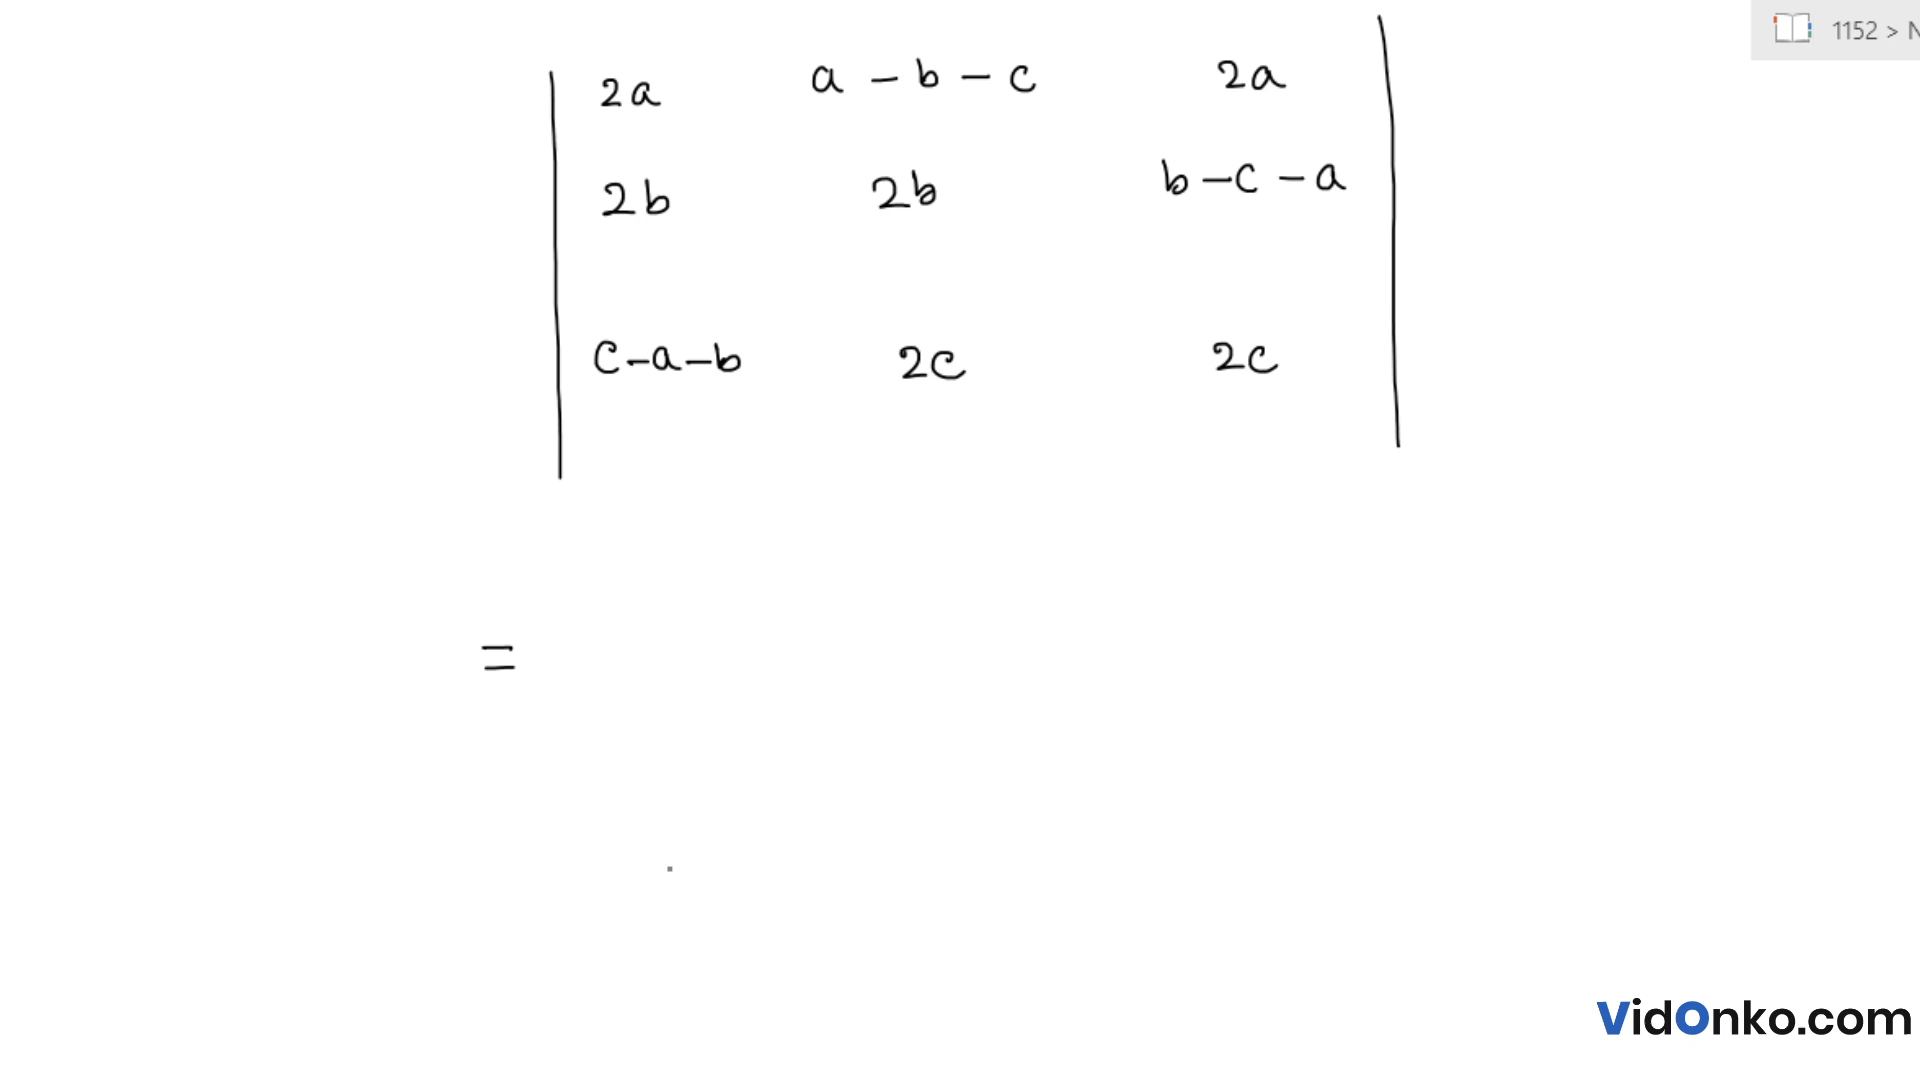 1152 > N
2a a - b - c 2a
2b 2b b - c - a
c - a - b 2c 2c
=
VidOnko.com